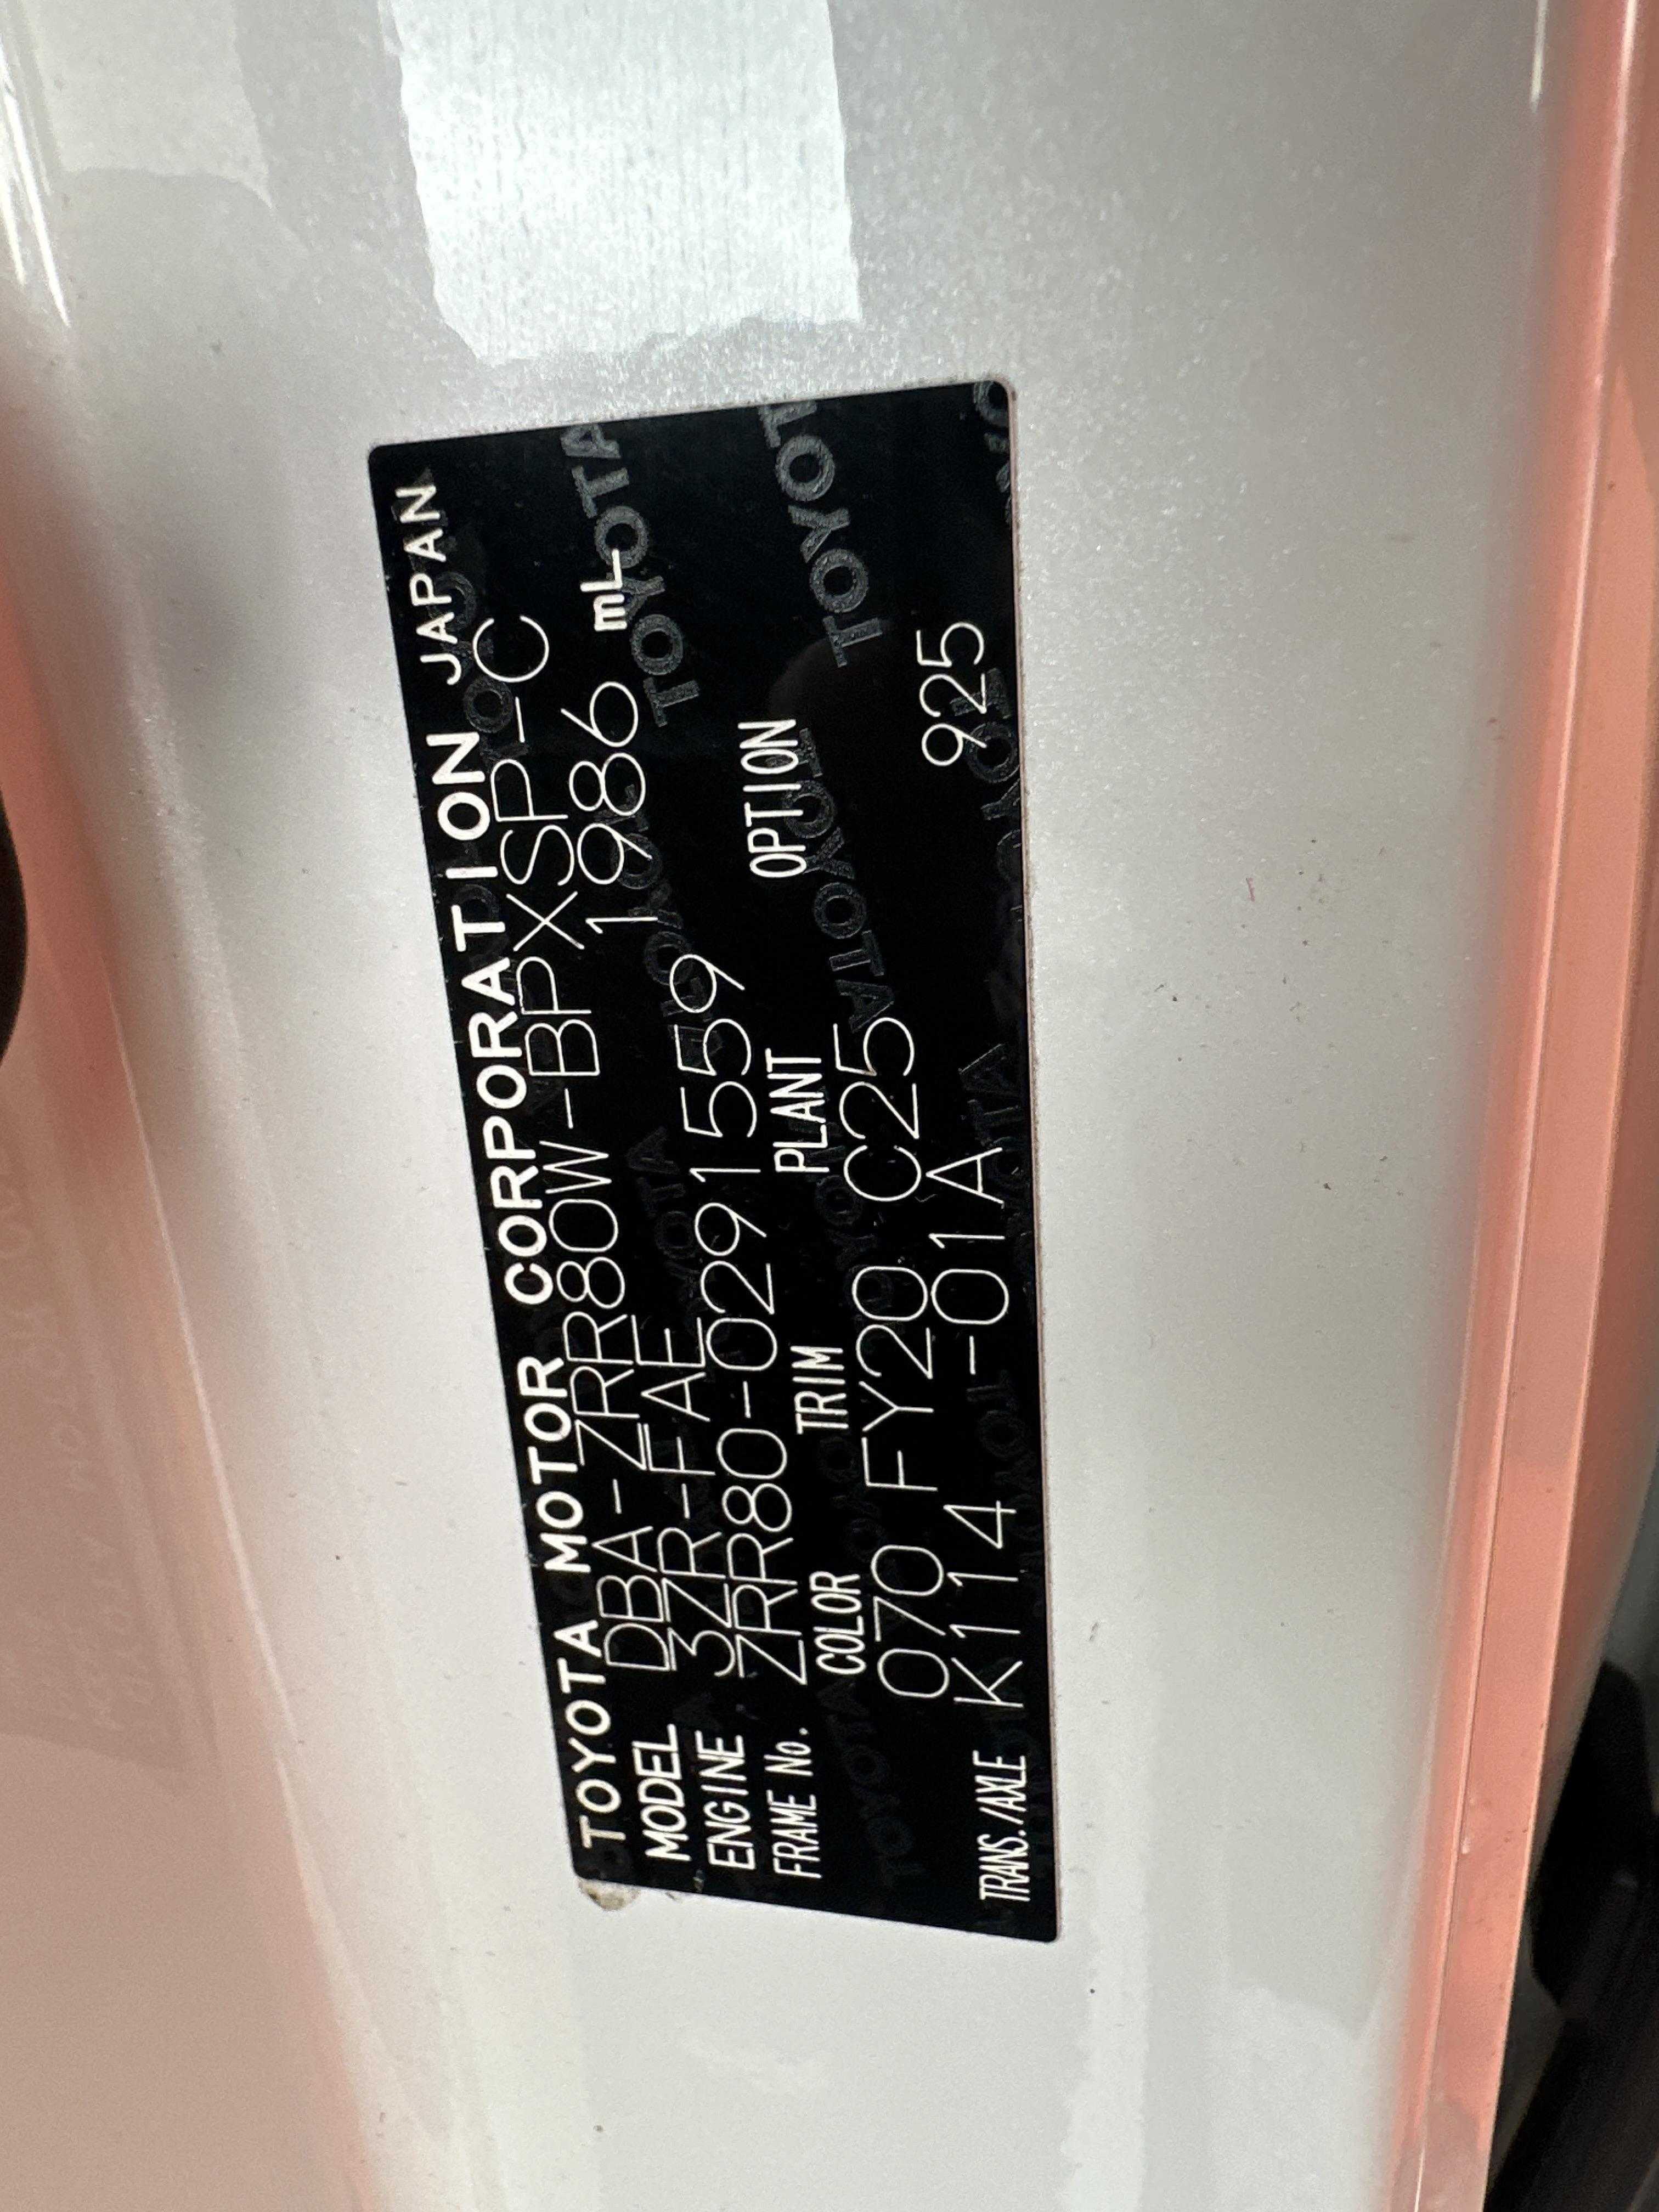 TOYOTA MOTOR CORPORATION JAPAN
MODEL DBA-ZRR80W-BPXSP-C
ENGINE 3ZR-FAE 1986 mL
FRAME No. ZRR80-0291559
COLOR TRIM PLANT OPTION
070 FY20 C25
TRANS./AXLE K114 -01A 925